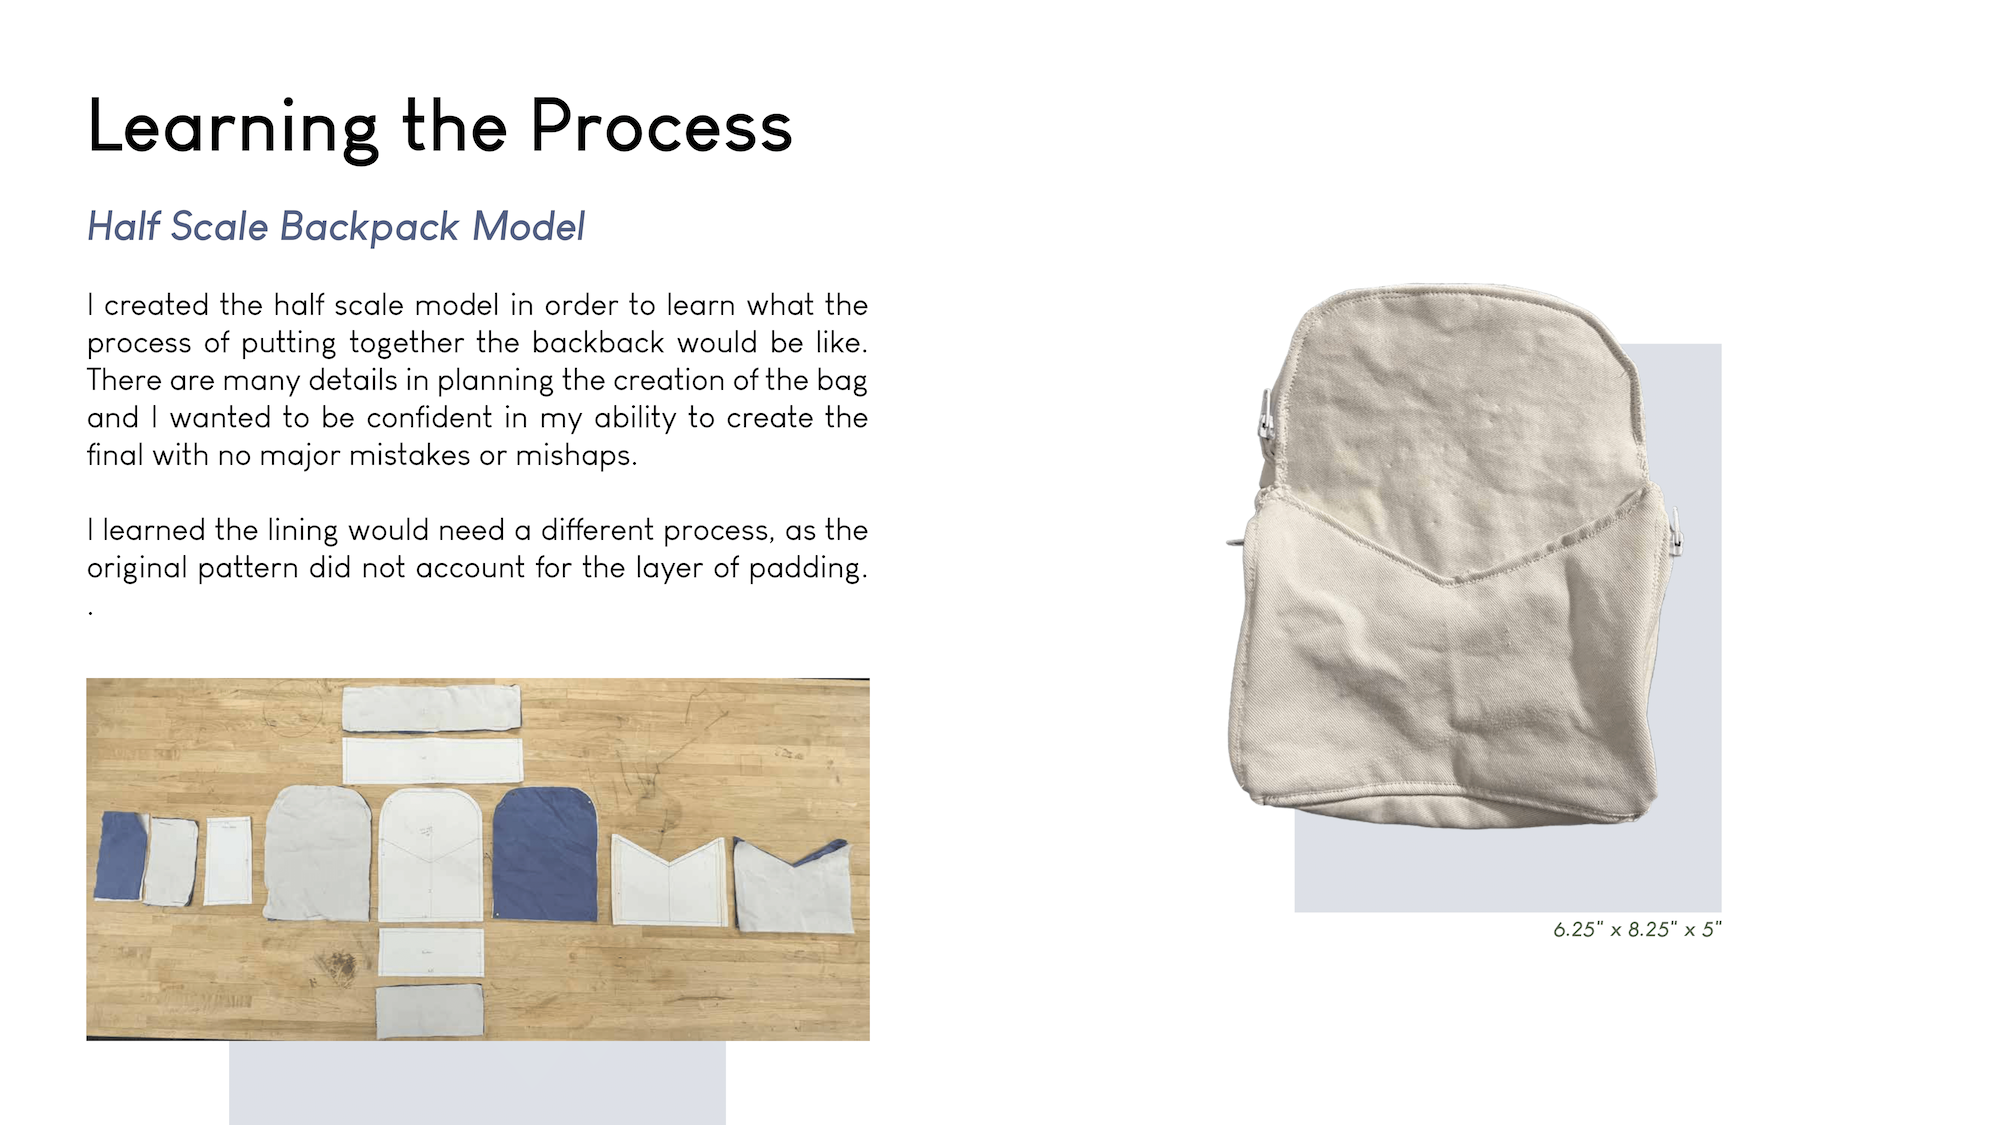 Learning the Process
Half Scale Backpack Model
I created the half scale model in order to learn what the
process of putting together the backback would be like.
There are many details in planning the creation of the bag
and I wanted to be confident in my ability to create the
final with no major mistakes or mishaps.
I learned the lining would need a different process, as the
original pattern did not account for the layer of padding.
.
6.25" x 8.25" x 5"